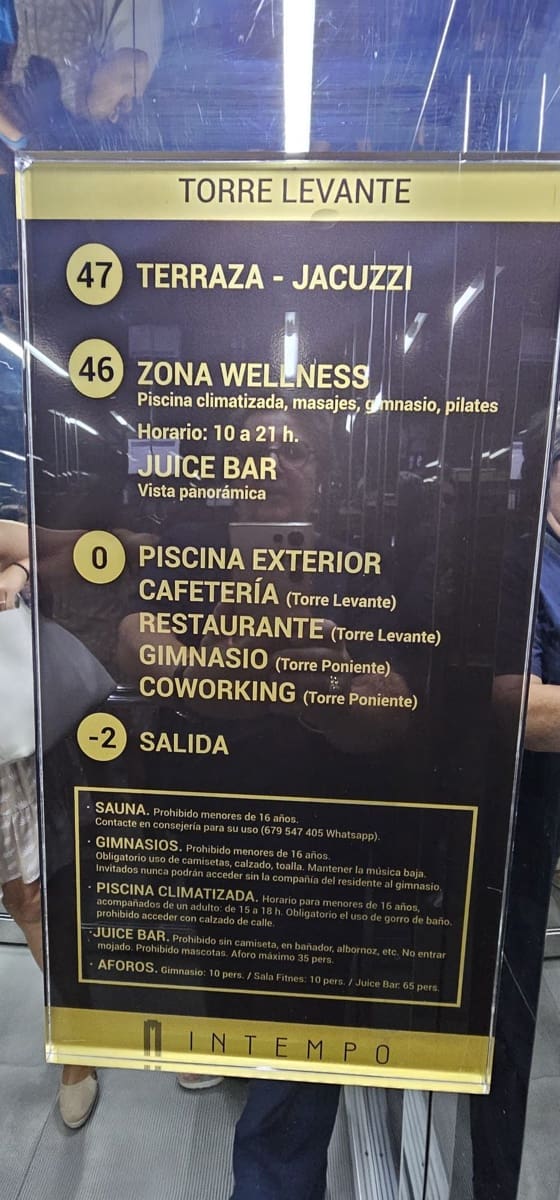 TORRE LEVANTE
47 TERRAZA - JACUZZI
46 ZONA WELLNESS
Piscina climatizada, masajes, gimnasio, pilates
Horario: 10 a 21 h.
JUICE BAR
Vista panorámica
0 PISCINA EXTERIOR
CAFETERÍA (Torre Levante)
RESTAURANTE (Torre Levante)
GIMNASIO (Torre Poniente)
COWORKING (Torre Poniente)
-2 SALIDA
· SAUNA. Prohibido menores de 16 años.
Contacte en consejería para su uso (679 547 405 Whatsapp).
· GIMNASIOS. Prohibido menores de 16 años.
Obligatorio uso de camisetas, calzado, toalla. Mantener la música baja.
Invitados nunca podrán acceder sin la compañía del residente al gimnasio.
· PISCINA CLIMATIZADA. Horario para menores de 16 años,
acompañados de un adulto: de 15 a 18 h. Obligatorio el uso de gorro de baño.
prohibido acceder con calzado de calle.
·JUICE BAR. Prohibido sin camiseta, en bañador, albornoz, etc. No entrar
mojado. Prohibido mascotas. Aforo máximo 35 pers.
· AFOROS. Gimnasio: 10 pers. / Sala Fitnes: 10 pers. / Juice Bar: 65 pers.
INTEMPO